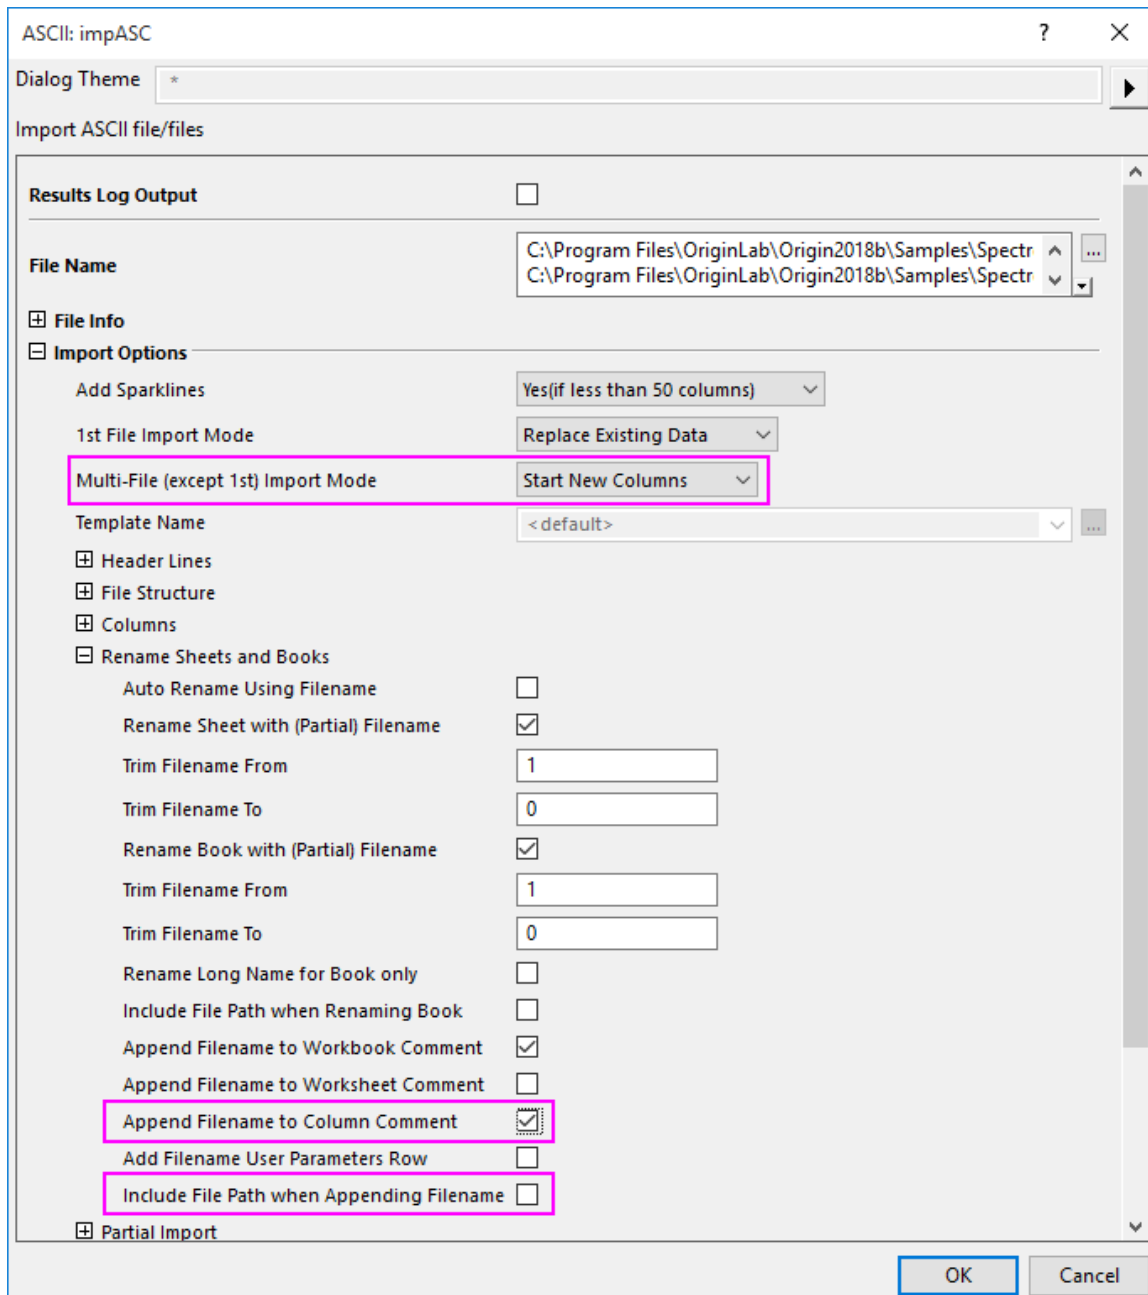 ASCII: impASC ?
Dialog Theme *
Import ASCII file/files
Results Log Output
File Name C:\Program Files\OriginLab\Origin2018b\Samples\Spectr ...
C:\Program Files\OriginLab\Origin2018b\Samples\Spectr
File Info
Import Options
Add Sparklines Yes(if less than 50 columns)
1st File Import Mode Replace Existing Data
Multi-File (except 1st) Import Mode Start New Columns
Template Name <default> ...
Header Lines
File Structure
Columns
Rename Sheets and Books
Auto Rename Using Filename
Rename Sheet with (Partial) Filename
Trim Filename From 1
Trim Filename To 0
Rename Book with (Partial) Filename
Trim Filename From 1
Trim Filename To 0
Rename Long Name for Book only
Include File Path when Renaming Book
Append Filename to Workbook Comment
Append Filename to Worksheet Comment
Append Filename to Column Comment
Add Filename User Parameters Row
Include File Path when Appending Filename
Partial Import
OK Cancel